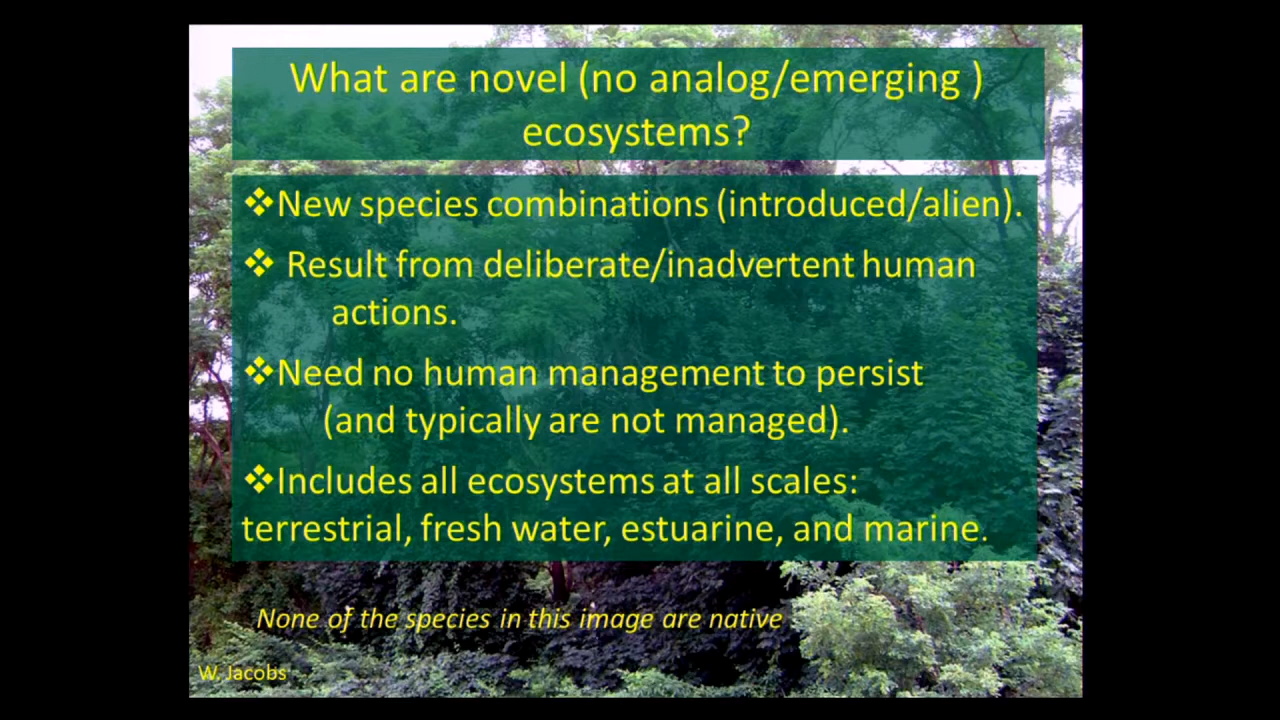 What are novel (no analog/emerging )
ecosystems?
❖New species combinations (introduced/alien).
❖ Result from deliberate/inadvertent human
actions.
❖Need no human management to persist
(and typically are not managed).
❖Includes all ecosystems at all scales:
terrestrial, fresh water, estuarine, and marine.
None of the species in this image are native
W. Jacobs